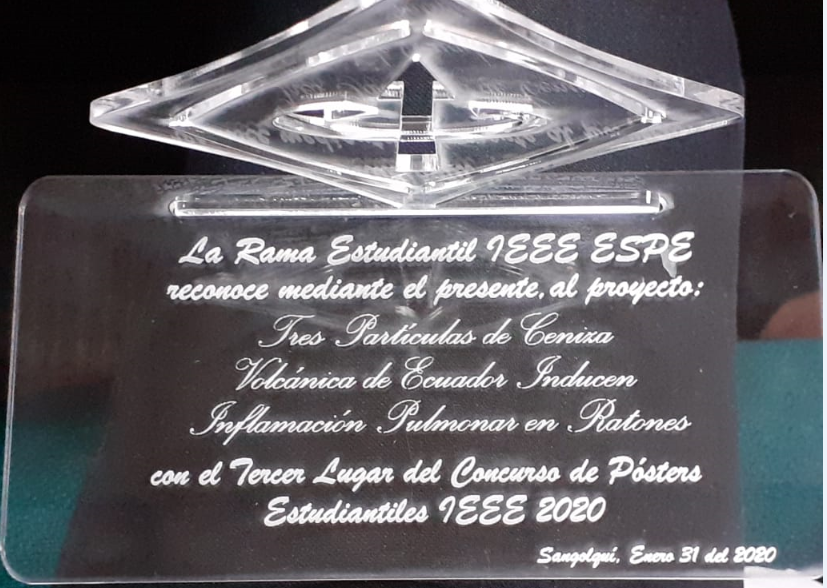 La Rama Estudiantil IEEE ESPE
reconoce mediante el presente, al proyecto:
Tres Partículas de Ceniza
Volcánica de Ecuador Inducen
Inflamación Pulmonar en Ratones
con el Tercer Lugar del Concurso de Pósters
Estudiantiles IEEE 2020
Sangolquí, Enero 31 del 2020